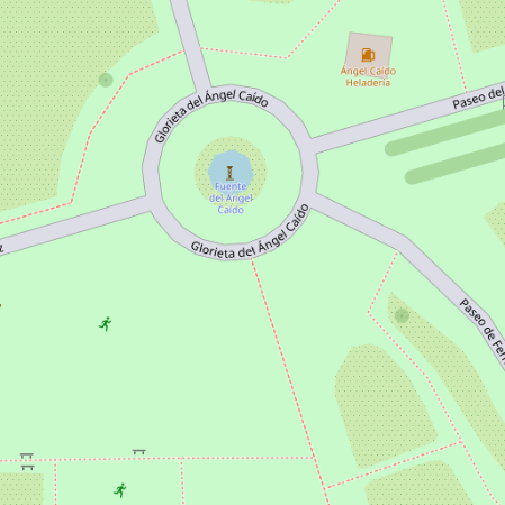 Glorieta del Ángel Caído
Ángel Caído
Heladería
Paseo del
Fuente
del Ángel
Caído
Glorieta del Ángel Caído
z
Paseo de Fern